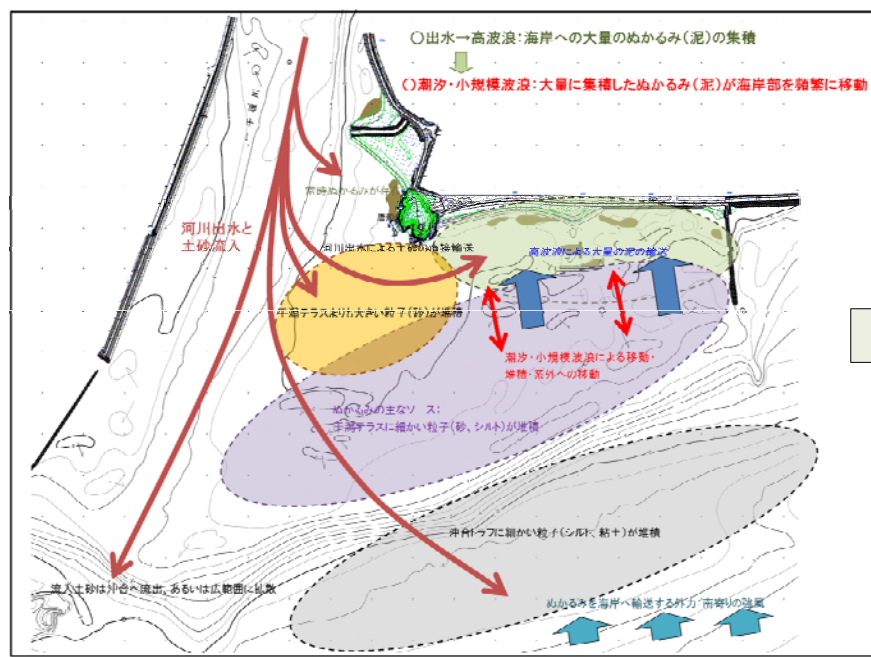 ○出水→高波浪：海岸への大量のぬかるみ（泥）の集積
○潮汐・小規模波浪：大量に集積したぬかるみ（泥）が海岸部を頻繁に移動
常時ぬかるみが
河川出水と
土砂流入
河川出水による土砂の直接輸送
高波浪による大量の泥の輸送
干潟テラスよりも大きい粒子（砂）が堆積
潮汐・小規模波浪による移動・
堆積・系外への移動
ぬかるみの主なソース：
干潟テラスに細かい粒子（砂、シルト）が堆積
沖合トラフに細かい粒子（シルト、粘土）が堆積
流入土砂は沖合へ流出、あるいは広範囲に拡散
ぬかるみを海岸へ輸送する外力：南寄りの強風